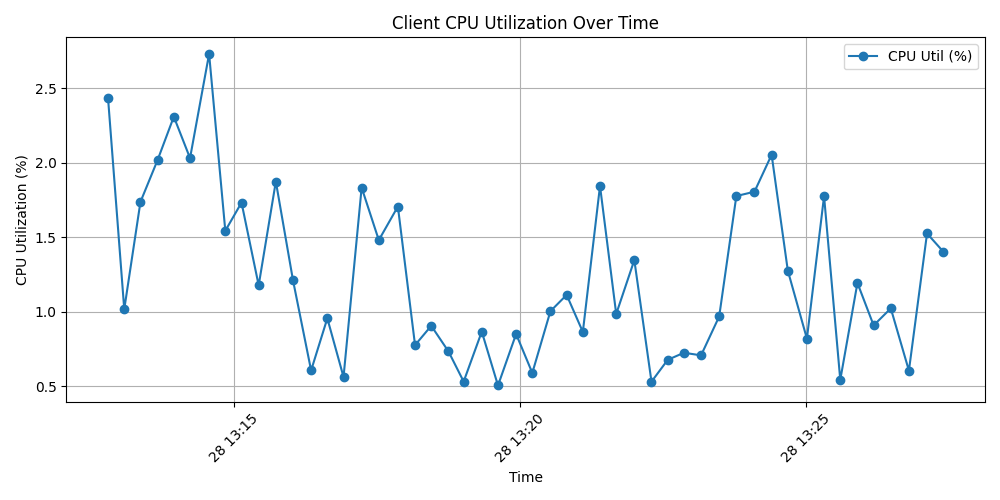 Client CPU Utilization Over Time
CPU Util (%)
CPU Utilization (%)
2.5
2.0
1.5
1.0
0.5
28 13:15
28 13:20
28 13:25
Time